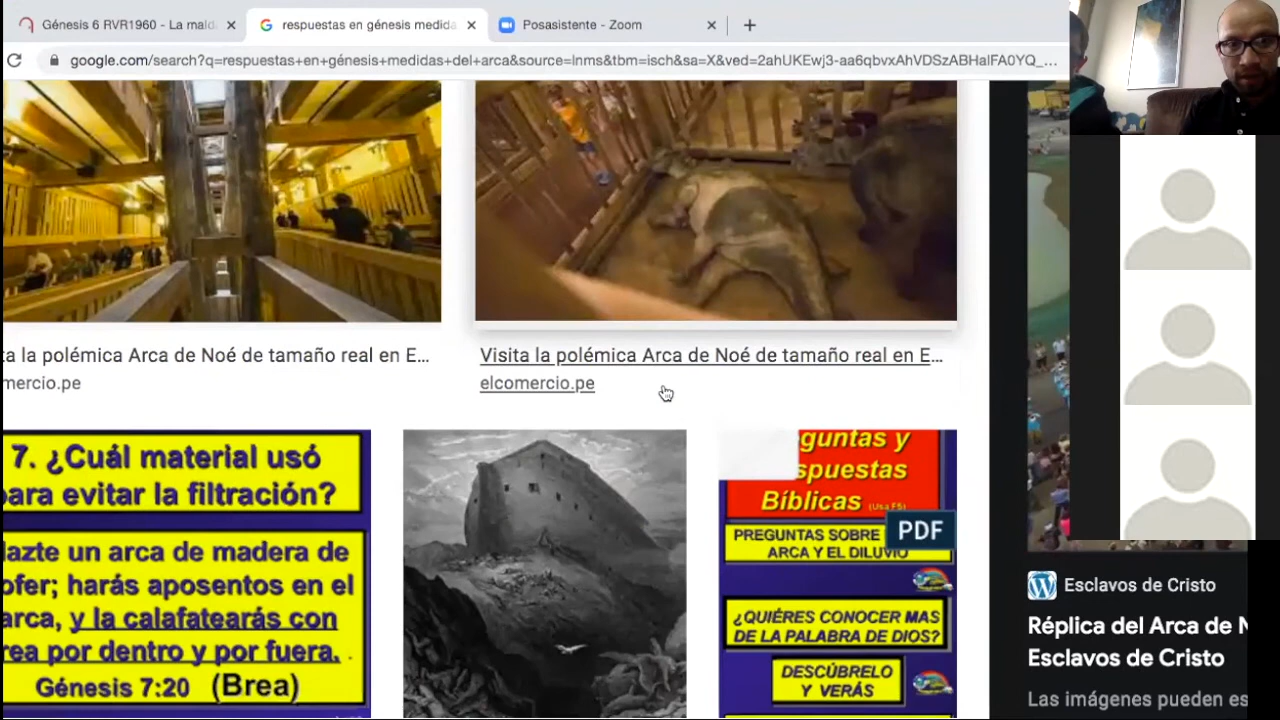 Génesis 6 RVR1960 - La mald
respuestas en génesis medida
Posasistente - Zoom
google.com/search?q=respuestas+en+génesis+medidas+del+arca&source=lnms&tbm=isch&sa=X&ved=2ahUKEwj3-aa6qbvxAhVDSzABHaIFA0YQ_...
ta la polémica Arca de Noé de tamaño real en E...
mercio.pe
Visita la polémica Arca de Noé de tamaño real en E...
elcomercio.pe
7. ¿Cuál material usó
para evitar la filtración?
Hazte un arca de madera de
gofer; harás aposentos en el
arca, y la calafatearás con
brea por dentro y por fuera.
Génesis 7:20 (Brea)
eguntas y
spuestas
Bíblicas (Usa F5)
PDF
PREGUNTAS SOBRE
ARCA Y EL DILUVIO
¿QUIÉRES CONOCER MAS
DE LA PALABRA DE DIOS?
DESCÚBRELO
Y VERÁS
Esclavos de Cristo
Réplica del Arca de N
Esclavos de Cristo
Las imágenes pueden es